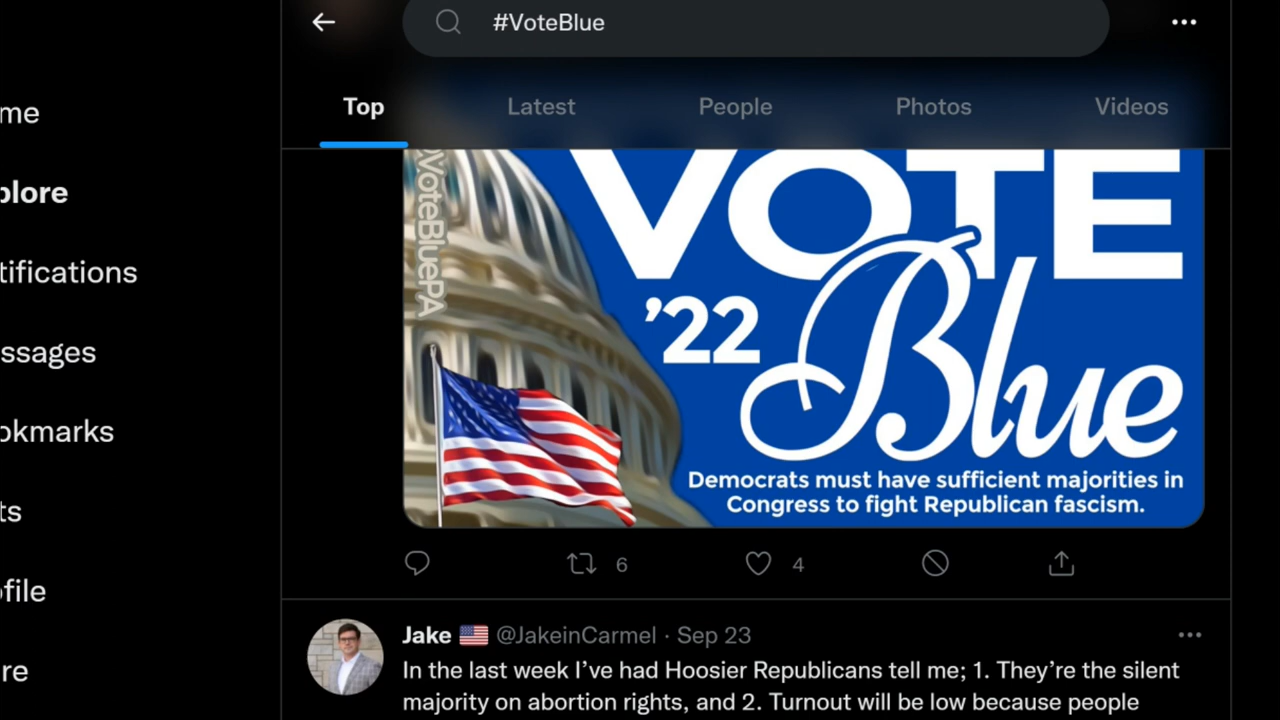 #VoteBlue
Top
Latest
People
Photos
Videos
me
plore
tifications
ssages
okmarks
ts
ofile
re
@VoteBluePA
VOTE
'22
Blue
Democrats must have sufficient majorities in
Congress to fight Republican fascism.
6
4
Jake 🇺🇸 @JakeinCarmel · Sep 23
In the last week I've had Hoosier Republicans tell me; 1. They're the silent
majority on abortion rights, and 2. Turnout will be low because people